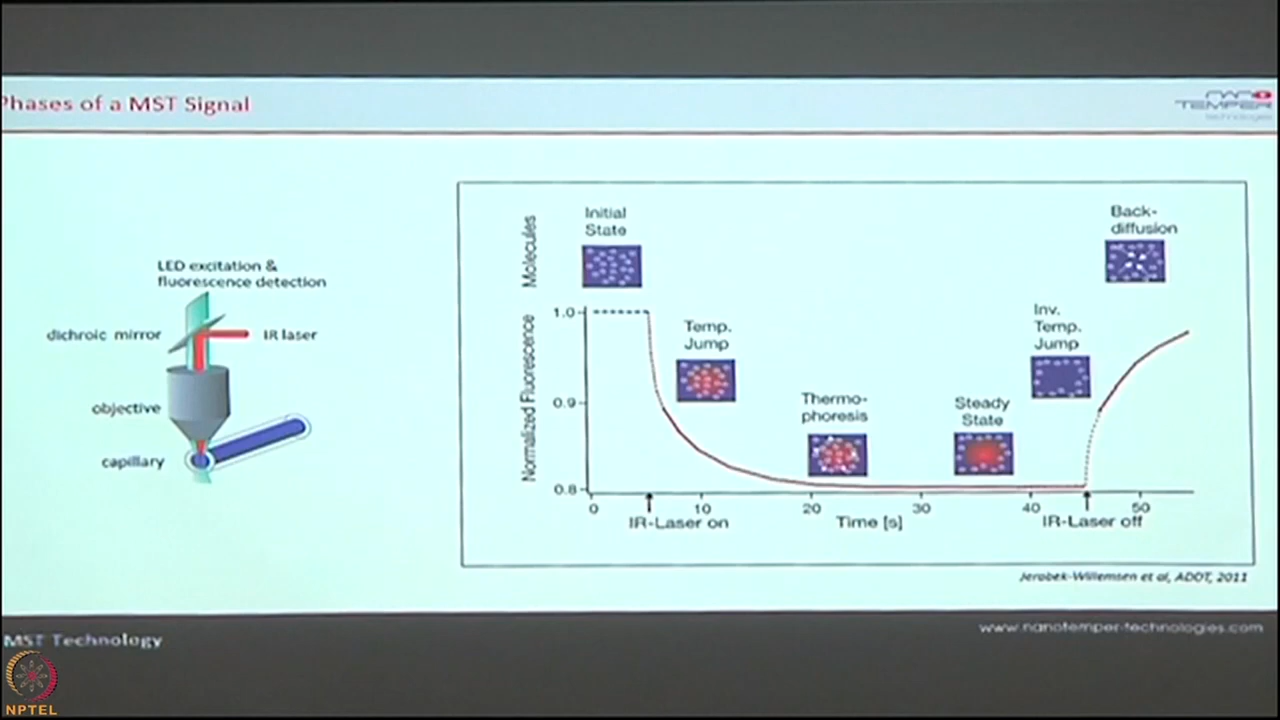 Phases of a MST Signal
NANO
TEMPER
technologies
LED excitation &
fluorescence detection
dichroic mirror
IR laser
objective
capillary
Molecules
Normalized Fluorescence
Initial
State
Temp.
Jump
Thermo-
phoresis
Steady
State
Inv.
Temp.
Jump
Back-
diffusion
1.0
0.9
0.8
0
10
20
30
40
50
IR-Laser on
Time [s]
IR-Laser off
Jerabek-Willemsen et al, ADDT, 2011
MST Technology
www.nanotemper-technologies.com
NPTEL